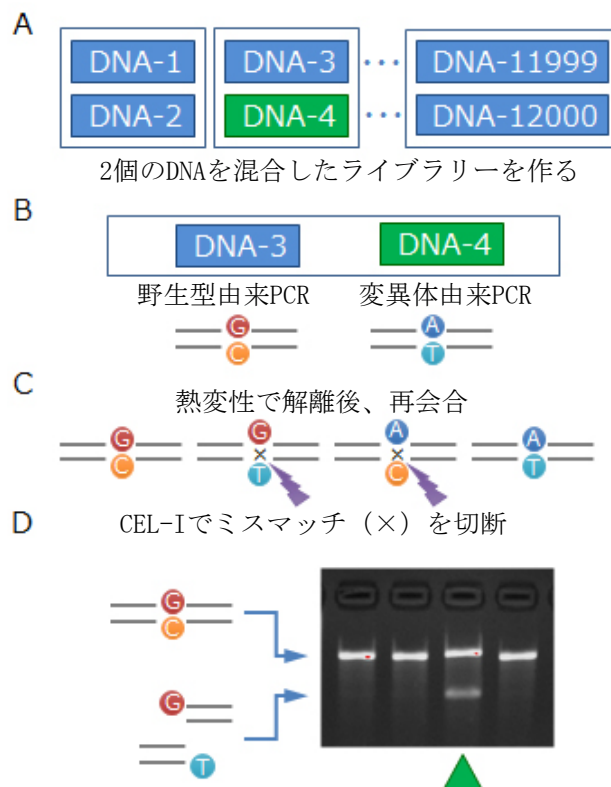 A
DNA-1 DNA-3 ··· DNA-11999
DNA-2 DNA-4 ··· DNA-12000
2個のDNAを混合したライブラリーを作る
B
DNA-3 DNA-4
野生型由来PCR 変異体由来PCR
G A
C T
C
熱変性で解離後、再会合
G G A A
× ×
C T C T
D CEL-Iでミスマッチ（×）を切断
G
C
G
T